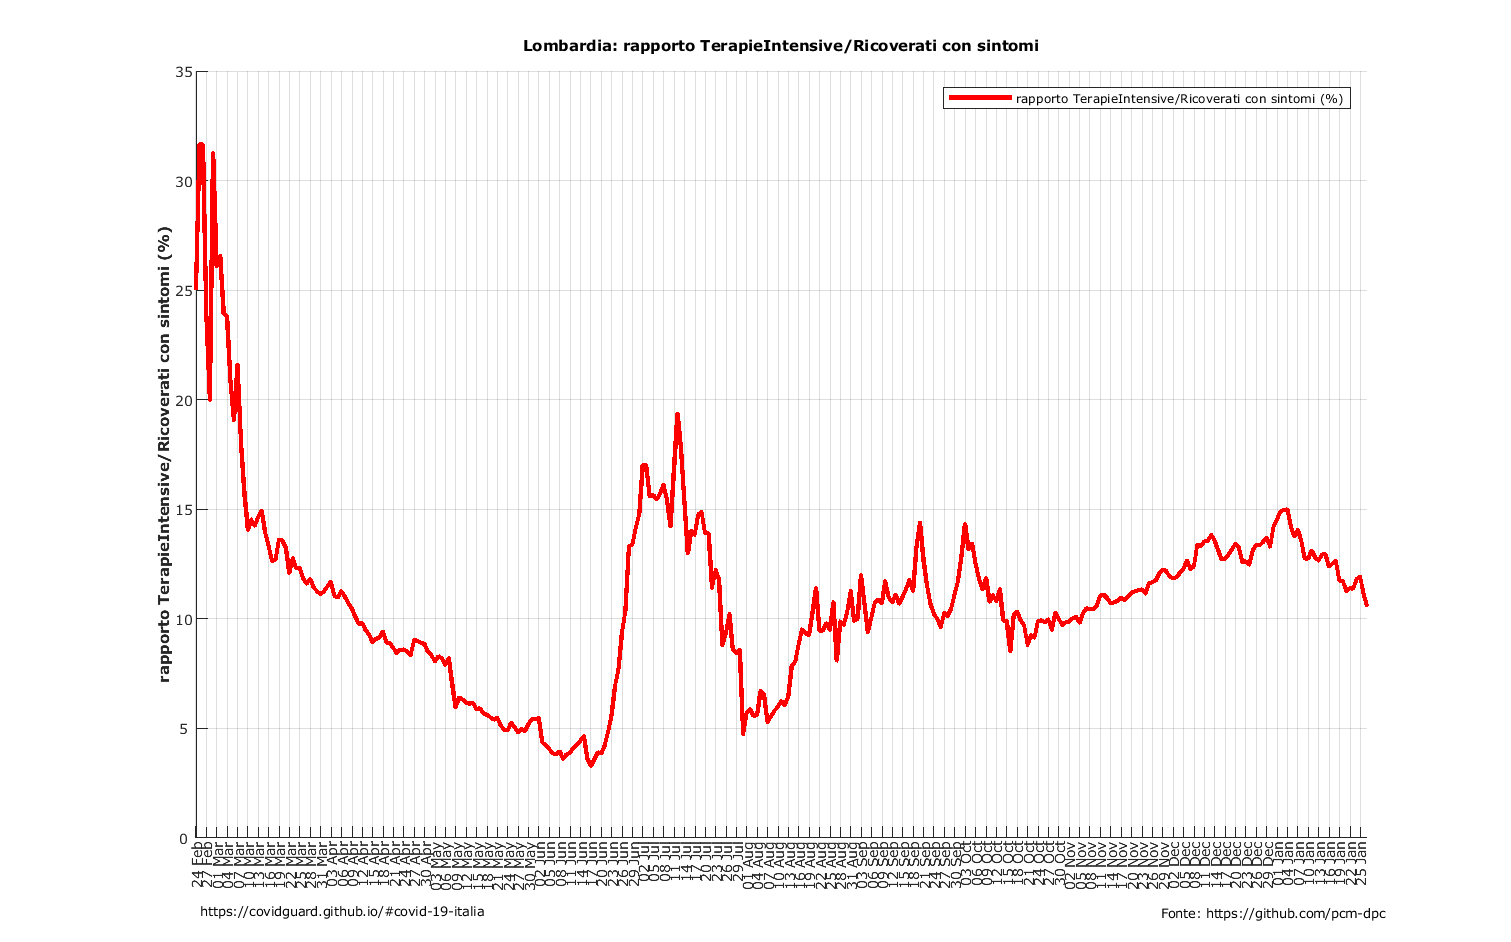 Lombardia: rapporto TerapieIntensive/Ricoverati con sintomi
rapporto TerapieIntensive/Ricoverati con sintomi (%)
rapporto TerapieIntensive/Ricoverati con sintomi (%)
35
30
25
20
15
10
5
0
24 Feb
27 Feb
01 Mar
04 Mar
07 Mar
10 Mar
13 Mar
16 Mar
19 Mar
22 Mar
25 Mar
28 Mar
31 Mar
03 Apr
06 Apr
09 Apr
12 Apr
15 Apr
18 Apr
21 Apr
24 Apr
27 Apr
30 Apr
03 May
06 May
09 May
12 May
15 May
18 May
21 May
24 May
27 May
30 May
02 Jun
05 Jun
08 Jun
11 Jun
14 Jun
17 Jun
20 Jun
23 Jun
26 Jun
29 Jun
02 Jul
05 Jul
08 Jul
11 Jul
14 Jul
17 Jul
20 Jul
23 Jul
26 Jul
29 Jul
01 Aug
04 Aug
07 Aug
10 Aug
13 Aug
16 Aug
19 Aug
22 Aug
25 Aug
28 Aug
31 Aug
03 Sep
06 Sep
09 Sep
12 Sep
15 Sep
18 Sep
21 Sep
24 Sep
27 Sep
30 Sep
03 Oct
06 Oct
09 Oct
12 Oct
15 Oct
18 Oct
21 Oct
24 Oct
27 Oct
30 Oct
02 Nov
05 Nov
08 Nov
11 Nov
14 Nov
17 Nov
20 Nov
23 Nov
26 Nov
29 Nov
02 Dec
05 Dec
08 Dec
11 Dec
14 Dec
17 Dec
20 Dec
23 Dec
26 Dec
29 Dec
01 Jan
04 Jan
07 Jan
10 Jan
13 Jan
16 Jan
19 Jan
22 Jan
25 Jan
https://covidguard.github.io/#covid-19-italia
Fonte: https://github.com/pcm-dpc